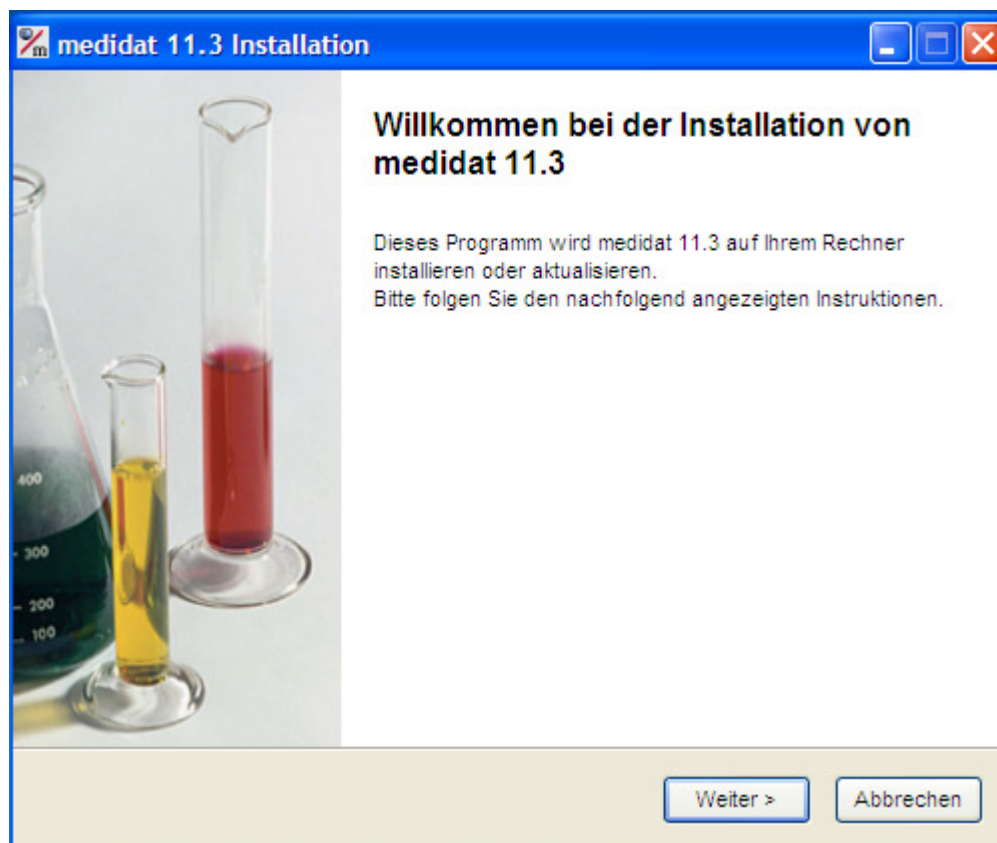 medidat 11.3 Installation
Willkommen bei der Installation von
medidat 11.3
Dieses Programm wird medidat 11.3 auf Ihrem Rechner
installieren oder aktualisieren.
Bitte folgen Sie den nachfolgend angezeigten Instruktionen.
400
300
200
100
Weiter >
Abbrechen